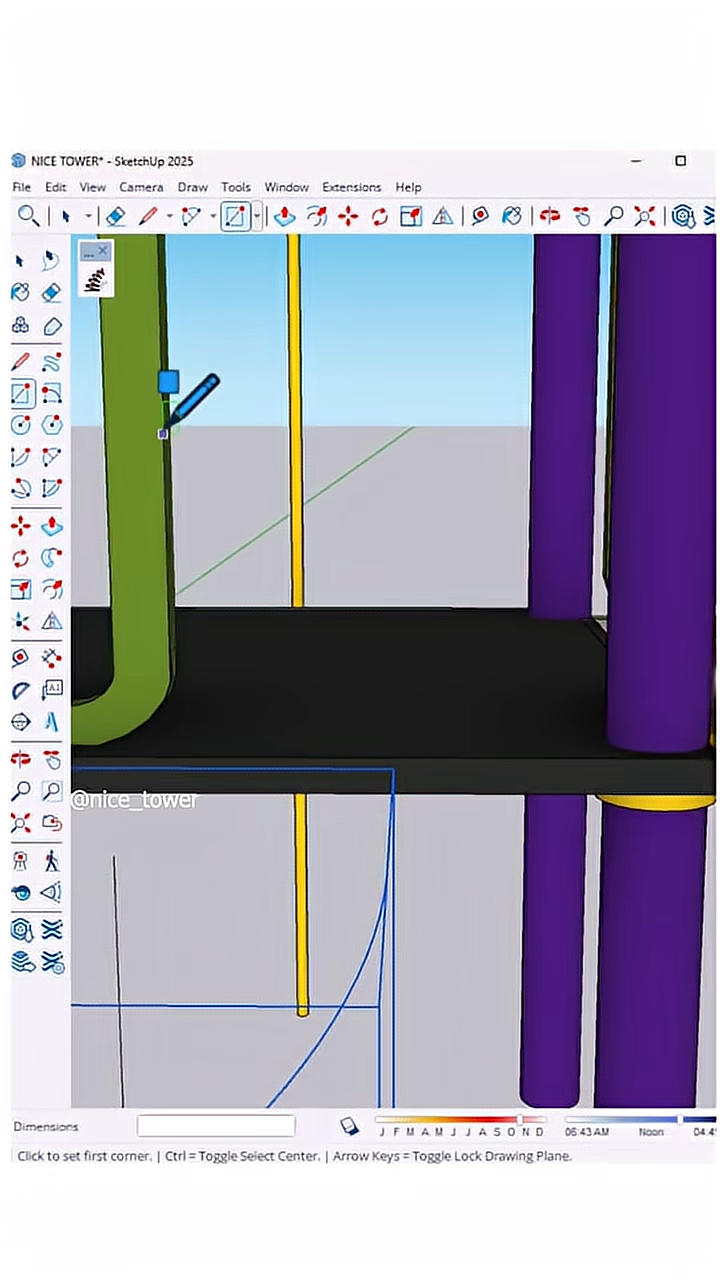 NICE TOWER* - SketchUp 2025
File Edit View Camera Draw Tools Window Extensions Help
...
A1
@nice_tower
Dimensions
J F M A M J J A S O N D
06:43 AM Noon 04:4
Click to set first corner. | Ctrl = Toggle Select Center. | Arrow Keys = Toggle Lock Drawing Plane.